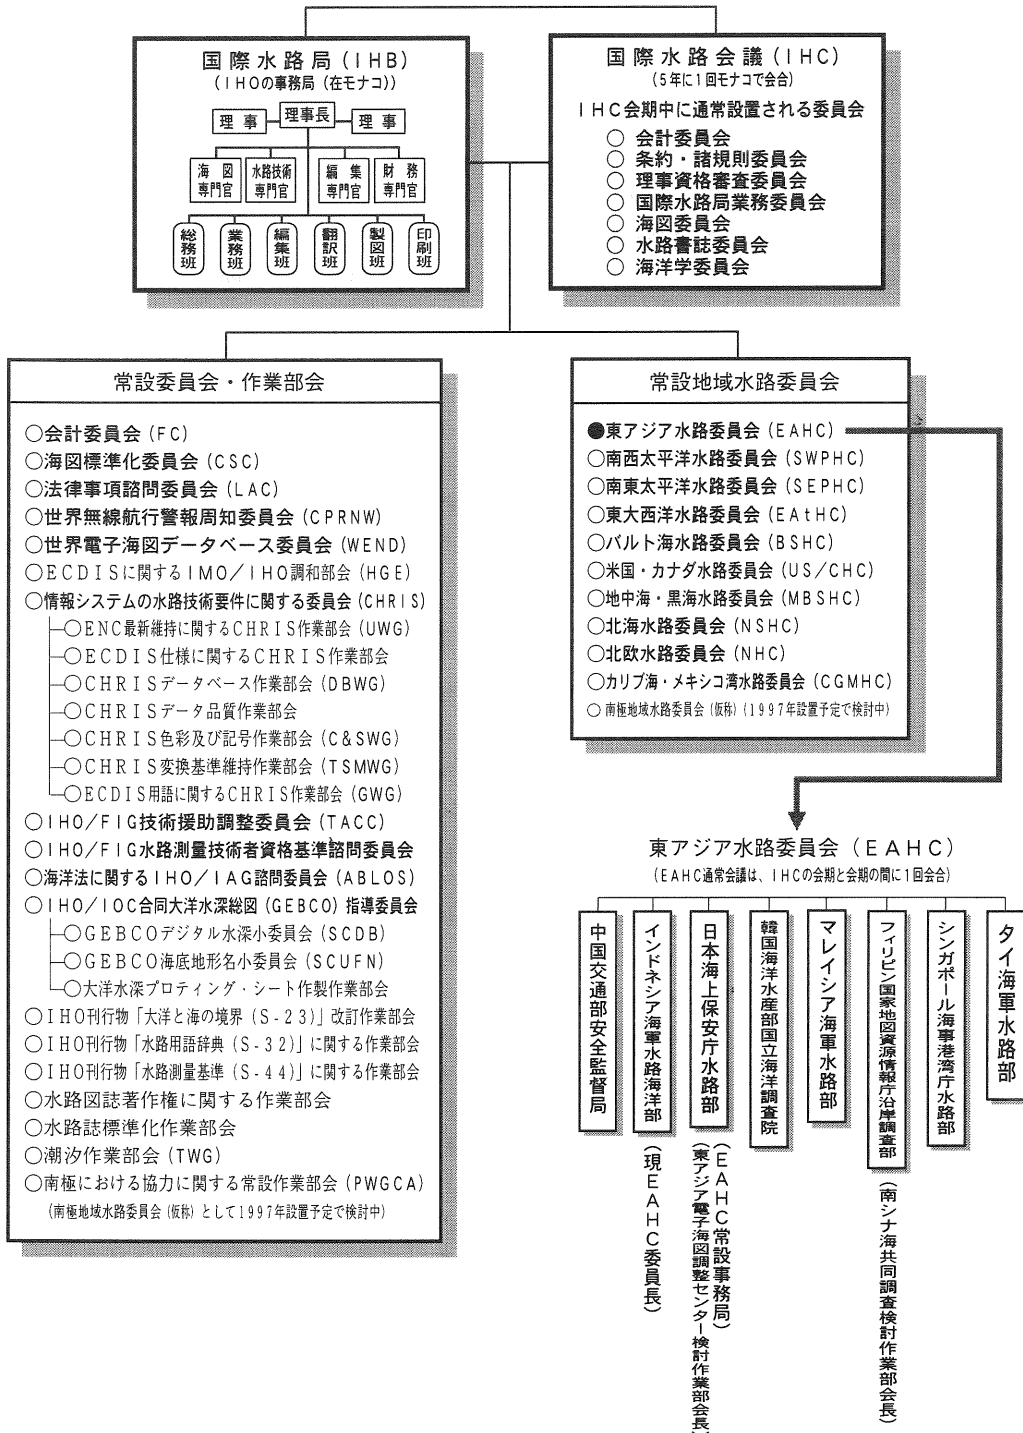 国際水路局(IHB)
(IHOの事務局(在モナコ))
理事
理事長
理事
海図専門官
水路技術専門官
編集専門官
財務専門官
総務班
業務班
編集班
翻訳班
製図班
印刷班
国際水路会議(IHC)
(5年に1回モナコで会合)
IHC会期中に通常設置される委員会
○ 会計委員会
○ 条約・諸規則委員会
○ 理事資格審査委員会
○ 国際水路局業務委員会
○ 海図委員会
○ 水路書誌委員会
○ 海洋学委員会
常設委員会・作業部会
○会計委員会(FC)
○海図標準化委員会(CSC)
○法律事項諮問委員会(LAC)
○世界無線航行警報周知委員会(CPRNW)
○世界電子海図データベース委員会(WEND)
○ECDISに関するIMO/IHO調和部会(HGE)
○情報システムの水路技術要件に関する委員会(CHRIS)
○ENC最新維持に関するCHRIS作業部会(UWG)
○ECDIS仕様に関するCHRIS作業部会
○CHRISデータベース作業部会(DBWG)
○CHRISデータ品質作業部会
○CHRIS色彩及び記号作業部会(C&SWG)
○CHRIS変換基準維持作業部会(TSMWG)
○ECDIS用語に関するCHRIS作業部会(GWG)
○IHO/FIG技術援助調整委員会(TACC)
○IHO/FIG水路測量技術者資格基準諮問委員会
○海洋法に関するIHO/IAG諮問委員会(ABLOS)
○IHO/IOC合同大洋水深総図(GEBCO)指導委員会
○GEBCOデジタル水深小委員会(SCDB)
○GEBCO海底地形名小委員会(SCUFN)
○大洋水深プロティング・シート作製作業部会
○IHO刊行物「大洋と海の境界(S-23)」改訂作業部会
○IHO刊行物「水路用語辞典(S-32)」に関する作業部会
○IHO刊行物「水路測量基準(S-44)」に関する作業部会
○水路図誌著作権に関する作業部会
○水路誌標準化作業部会
○潮汐作業部会(TWG)
○南極における協力に関する常設作業部会(PWGCA)
(南極地域水路委員会(仮称)として1997年設置予定で検討中)
常設地域水路委員会
●東アジア水路委員会(EAHC)
○南西太平洋水路委員会(SWPHC)
○南東太平洋水路委員会(SEPHC)
○東大西洋水路委員会(EAtHC)
○バルト海水路委員会(BSHC)
○米国・カナダ水路委員会(US/CHC)
○地中海・黒海水路委員会(MBSHC)
○北海水路委員会(NSHC)
○北欧水路委員会(NHC)
○カリブ海・メキシコ湾水路委員会(CGMHC)
○南極地域水路委員会(仮称)(1997年設置予定で検討中)
東アジア水路委員会(EAHC)
(EAHC通常会議は、IHCの会期と会期の間に1回会合)
中国交通部安全監督局
インドネシア海軍水路海洋部
(現EAHC委員長)
日本海上保安庁水路部
(EAHC常設事務局)
(東アジア電子海図調整センター検討作業部会長)
韓国海洋水産部国立海洋調査院
マレイシア海軍水路部
フィリピン国家地図資源情報庁沿岸調査部
(南シナ海共同調査検討作業部会長)
シンガポール海事港湾庁水路部
タイ海軍水路部